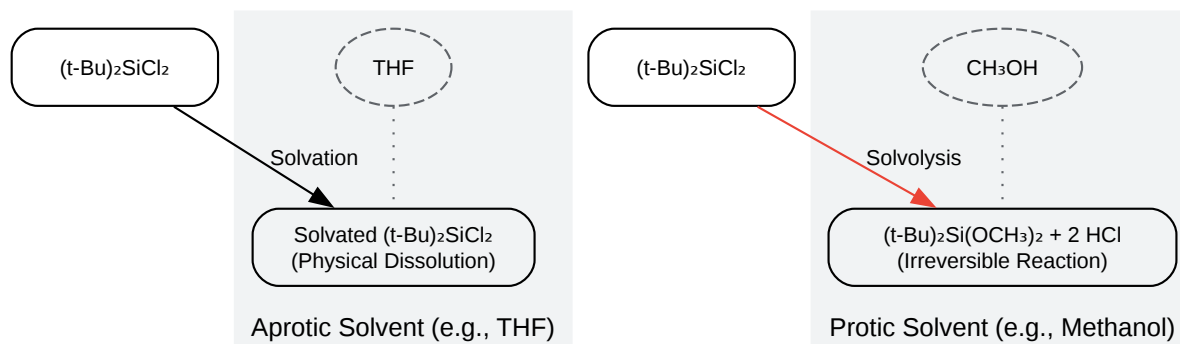 (t-Bu)₂SiCl₂
THF
Solvation
Solvated (t-Bu)₂SiCl₂
(Physical Dissolution)
Aprotic Solvent (e.g., THF)
(t-Bu)₂SiCl₂
CH₃OH
Solvolysis
(t-Bu)₂Si(OCH₃)₂ + 2 HCl
(Irreversible Reaction)
Protic Solvent (e.g., Methanol)